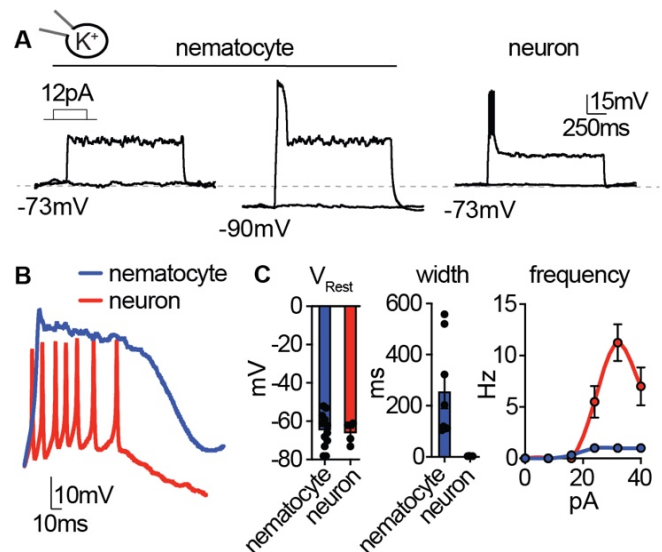 A
K+
nematocyte
neuron
12pA
15mV
250ms
-73mV
-90mV
-73mV
B
nematocyte
neuron
10mV
10ms
C
VRest
width
frequency
mV
0
-20
-40
-60
-80
nematocyte
neuron
ms
600
400
200
0
nematocyte
neuron
Hz
15
10
5
0
0 20 40
pA